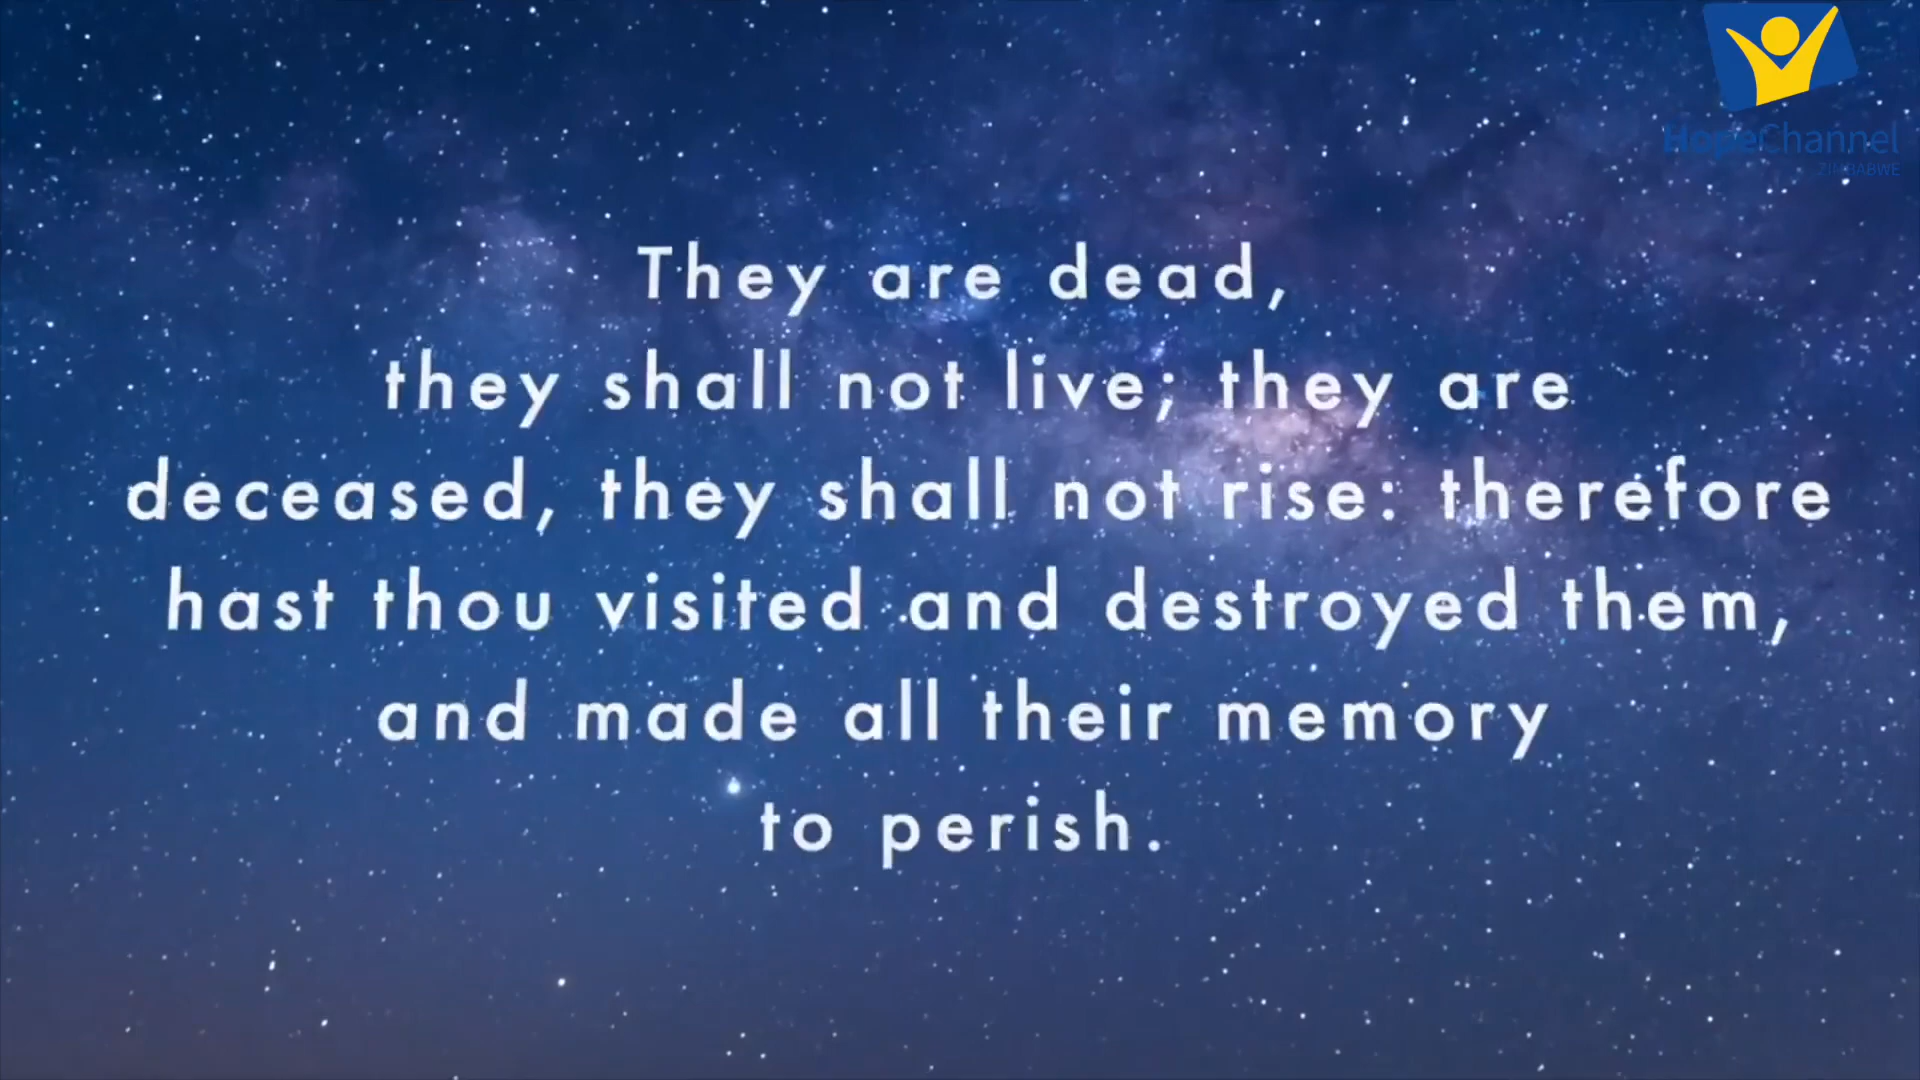 HopeChannel
ZIMBABWE
They are dead,
they shall not live; they are
deceased, they shall not rise: therefore
hast thou visited and destroyed them,
and made all their memory
to perish.